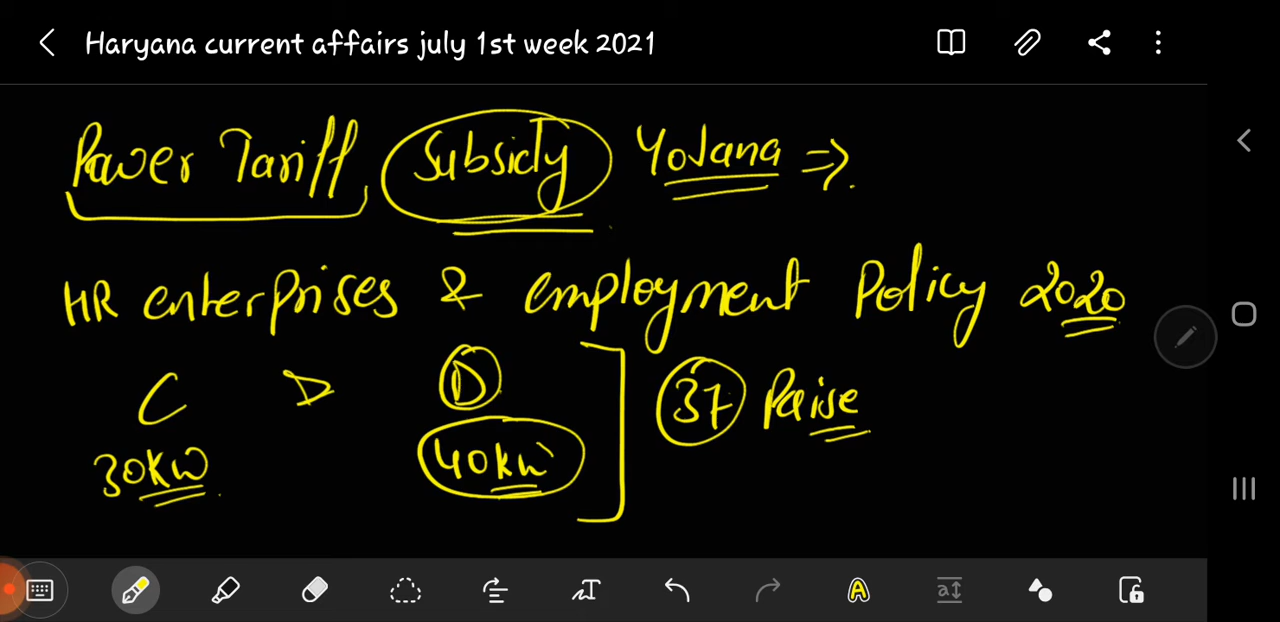 Haryana current affairs july 1st week 2021
Power Tariff Subsidy Yojana ⇒
HR enterprises & employment Policy 2020
C D D 37 Paise
30KW 40KW